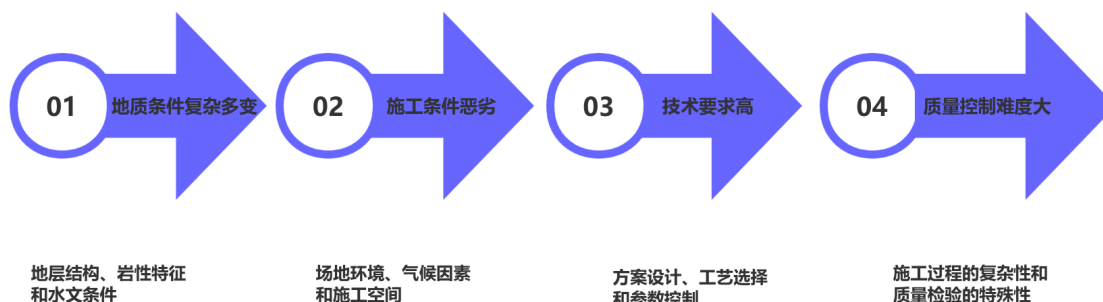 01
地质条件复杂多变
02
施工条件恶劣
03
技术要求高
04
质量控制难度大
地层结构、岩性特征
和水文条件
场地环境、气候因素
和施工空间
方案设计、工艺选择
和参数控制
施工过程的复杂性和
质量检验的特殊性